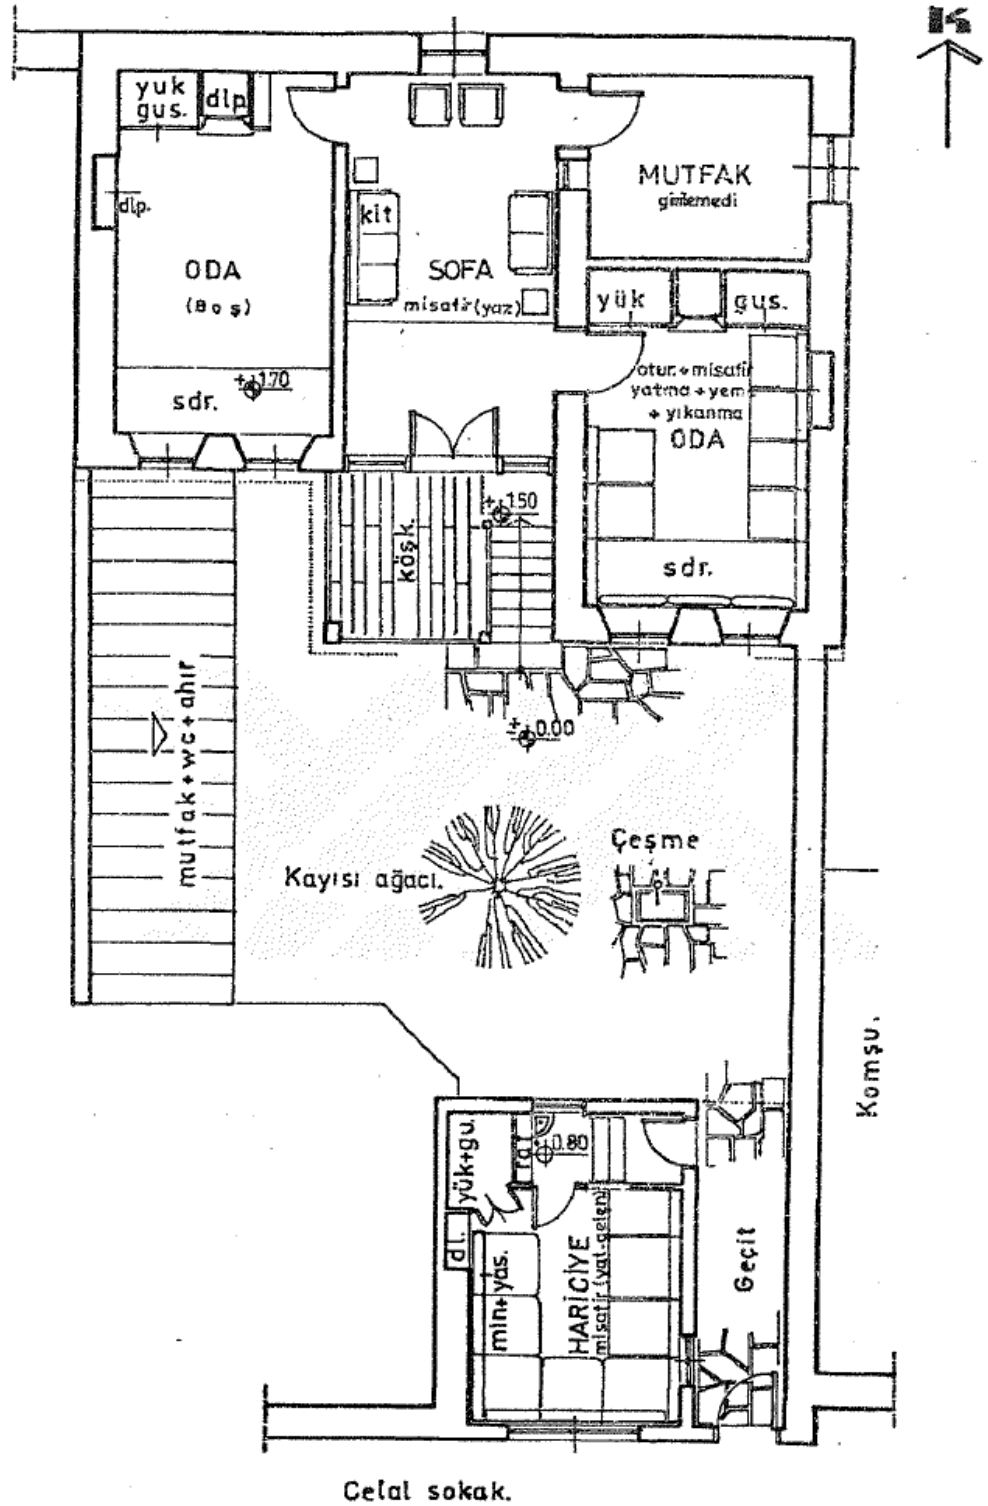 K
yuk
gus.
dlp
dlp.
MUTFAK
girilemedi
kit
ODA
(Boş)
SOFA
misafir (yaz)
yük
gus.
otur.+misafir
yatma+yem
+yıkanma
ODA
sdr.
+1.70
+1.50
köşk.
sdr.
mutfak+wc+ahır
±0.00
Kayısı ağacı.
Çeşme
Komşu.
yük+gu.
raf
0.80
dl.
min+yas.
HARİCİYE
misafir (yat.gelen)
Geçit
Celal sokak.